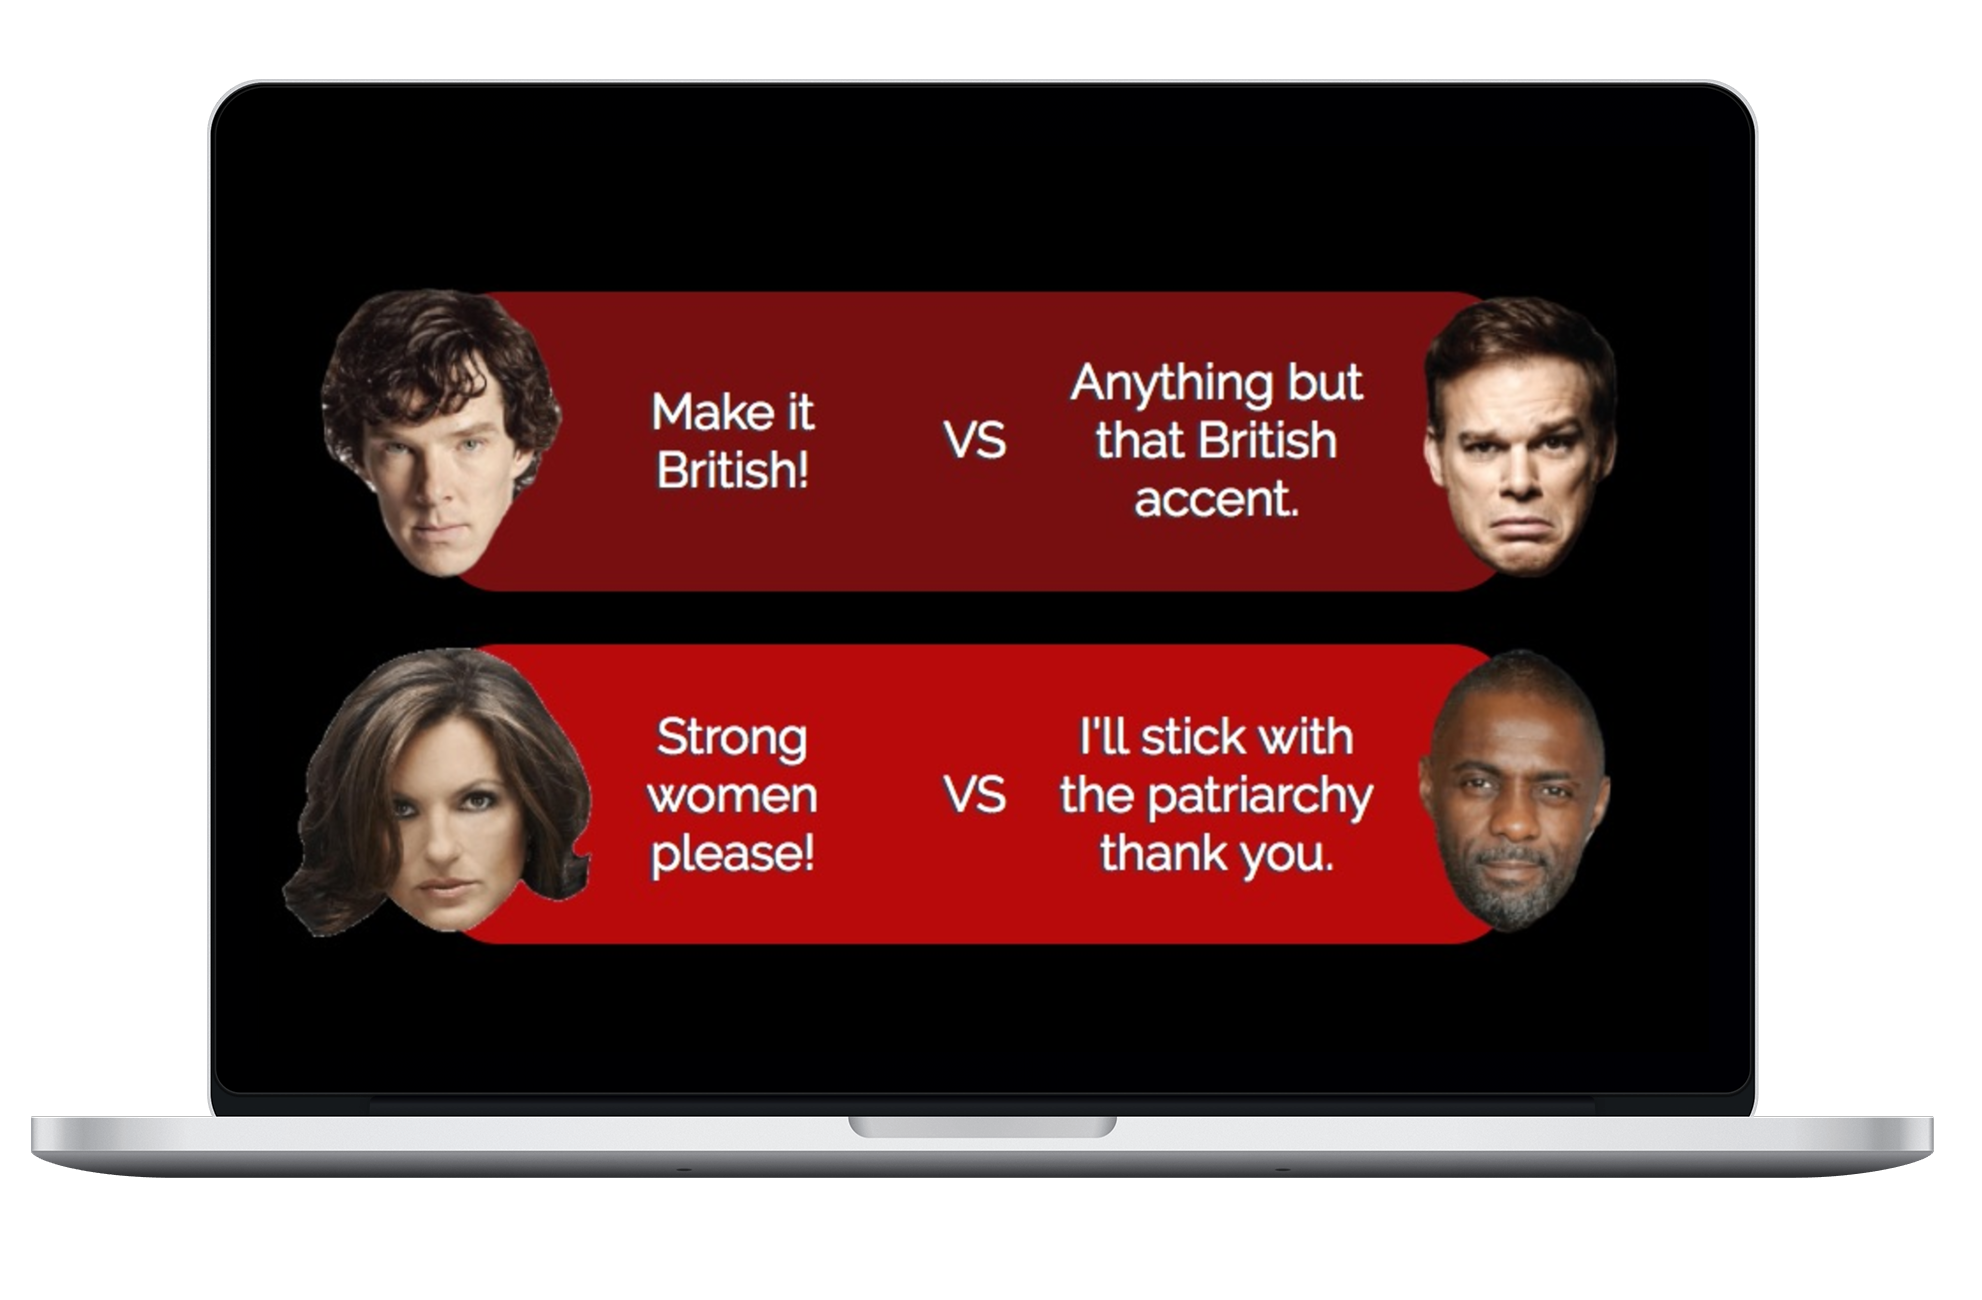 Make it
British!
VS
Anything but
that British
accent.
Strong
women
please!
VS
I'll stick with
the patriarchy
thank you.